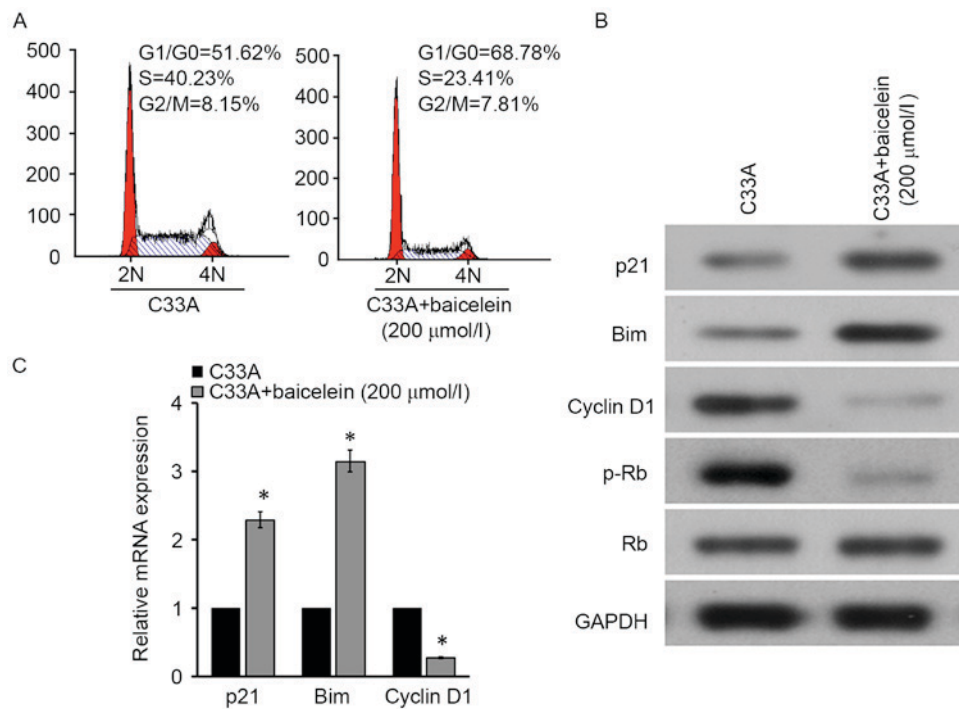 A
G1/G0=51.62%
S=40.23%
G2/M=8.15%
500
400
300
200
100
0
2N
4N
C33A
G1/G0=68.78%
S=23.41%
G2/M=7.81%
500
400
300
200
100
0
2N
4N
C33A+baicelein
(200 μmol/l)
B
C33A
C33A+baicelein
(200 μmol/l)
p21
Bim
Cyclin D1
p-Rb
Rb
GAPDH
C
C33A
C33A+baicelein (200 μmol/l)
Relative mRNA expression
4
3
2
1
0
*
*
*
p21
Bim
Cyclin D1